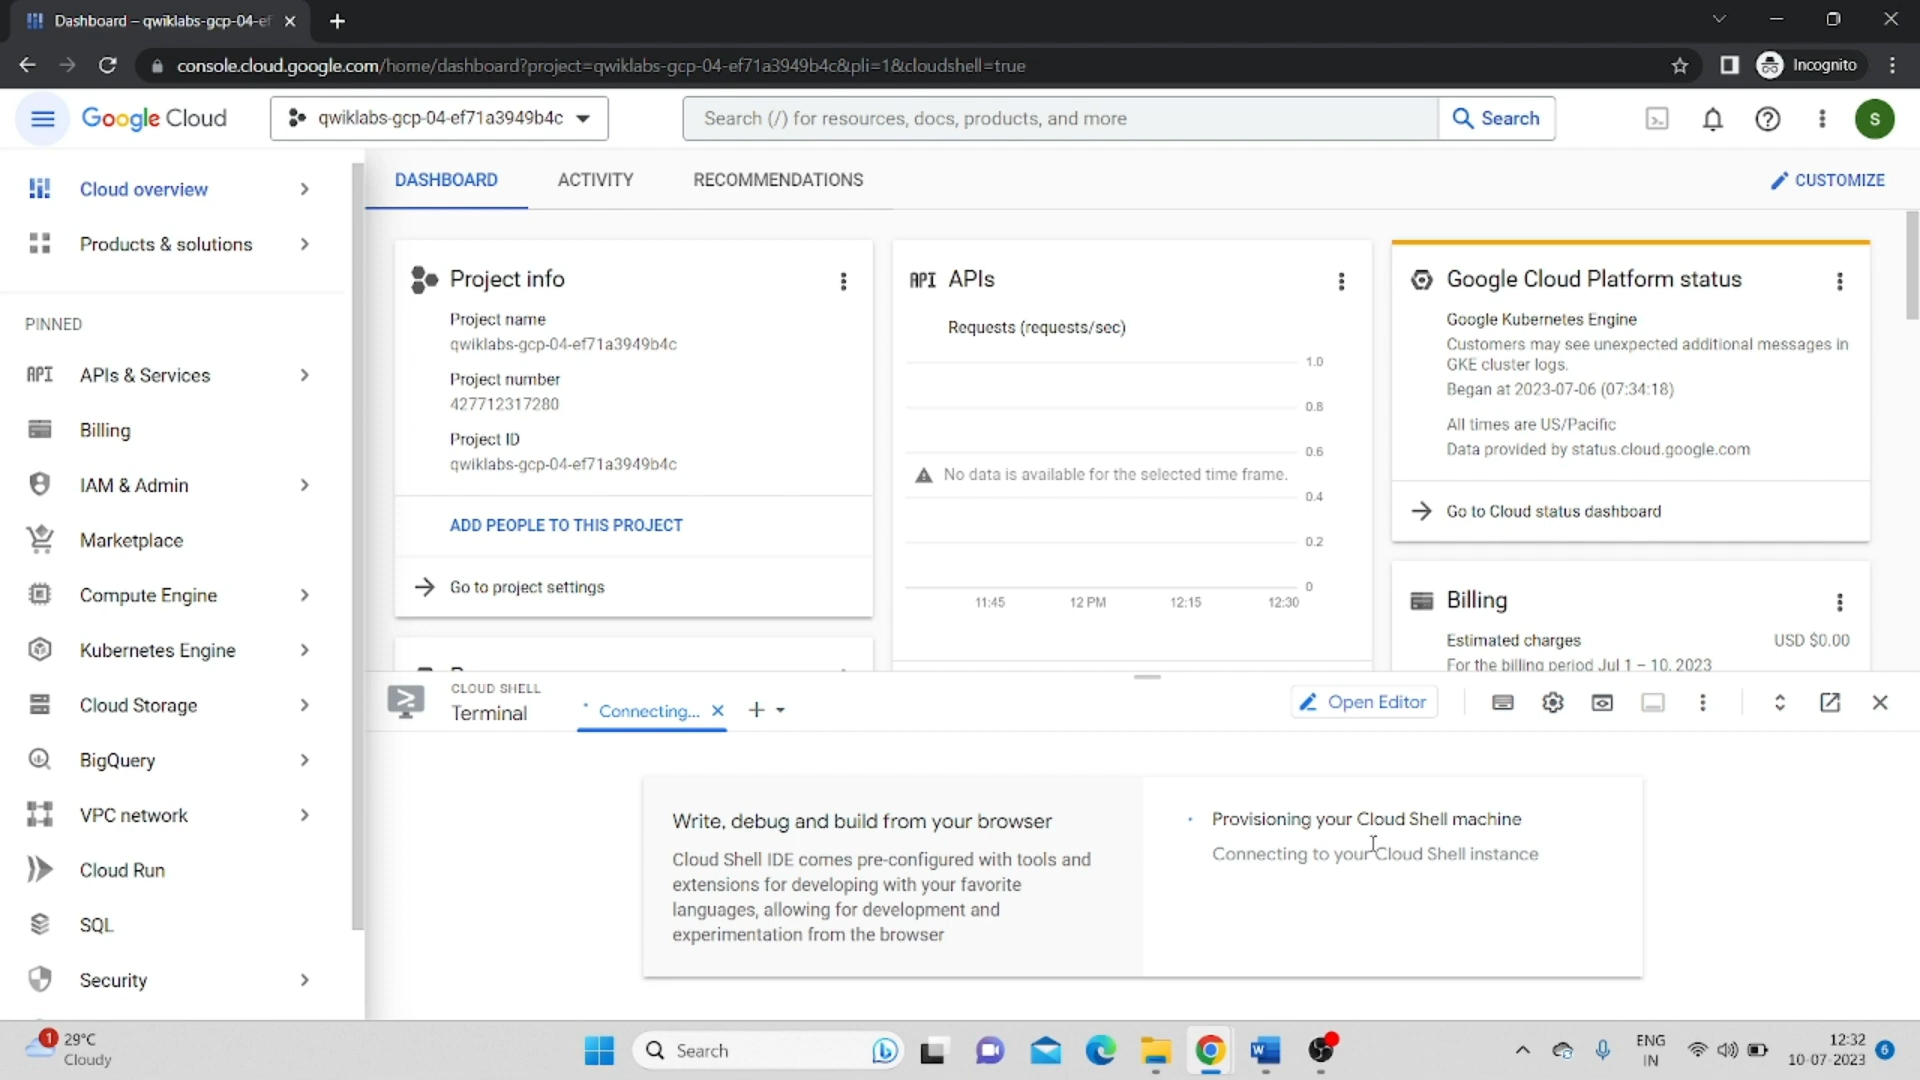 Dashboard – qwiklabs-gcp-04-ef
console.cloud.google.com/home/dashboard?project=qwiklabs-gcp-04-ef71a3949b4c&pli=1&cloudshell=true
Incognito
Google Cloud
qwiklabs-gcp-04-ef71a3949b4c
Search (/) for resources, docs, products, and more
Search
S
Cloud overview
Products & solutions
PINNED
API APIs & Services
Billing
IAM & Admin
Marketplace
Compute Engine
Kubernetes Engine
Cloud Storage
BigQuery
VPC network
Cloud Run
SQL
Security
DASHBOARD
ACTIVITY
RECOMMENDATIONS
CUSTOMIZE
Project info
Project name
qwiklabs-gcp-04-ef71a3949b4c
Project number
427712317280
Project ID
qwiklabs-gcp-04-ef71a3949b4c
ADD PEOPLE TO THIS PROJECT
Go to project settings
API APIs
Requests (requests/sec)
1.0
0.8
0.6
No data is available for the selected time frame.
0.4
0.2
0
11:45
12 PM
12:15
12:30
Google Cloud Platform status
Google Kubernetes Engine
Customers may see unexpected additional messages in
GKE cluster logs.
Began at 2023-07-06 (07:34:18)
All times are US/Pacific
Data provided by status.cloud.google.com
Go to Cloud status dashboard
Billing
Estimated charges
USD $0.00
For the billing period Jul 1 – 10, 2023
CLOUD SHELL
Terminal
Connecting...
Open Editor
Write, debug and build from your browser
Cloud Shell IDE comes pre-configured with tools and
extensions for developing with your favorite
languages, allowing for development and
experimentation from the browser
Provisioning your Cloud Shell machine
Connecting to your Cloud Shell instance
1
29°C
Cloudy
Search
ENG
IN
12:32
10-07-2023
6